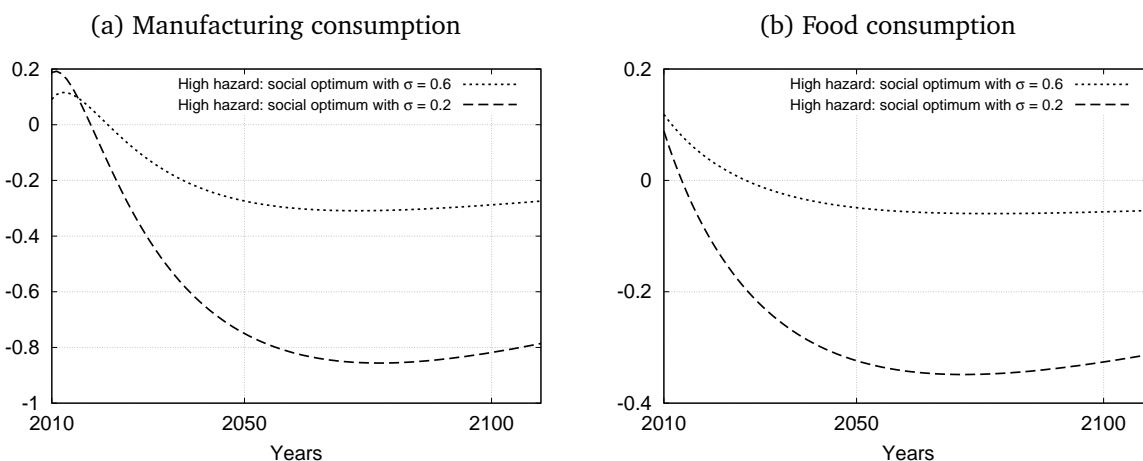 (a) Manufacturing consumption
0.2
0
-0.2
-0.4
-0.6
-0.8
-1
High hazard: social optimum with σ = 0.6
High hazard: social optimum with σ = 0.2
2010
2050
2100
Years
(b) Food consumption
0.2
0
-0.2
-0.4
High hazard: social optimum with σ = 0.6
High hazard: social optimum with σ = 0.2
2010
2050
2100
Years